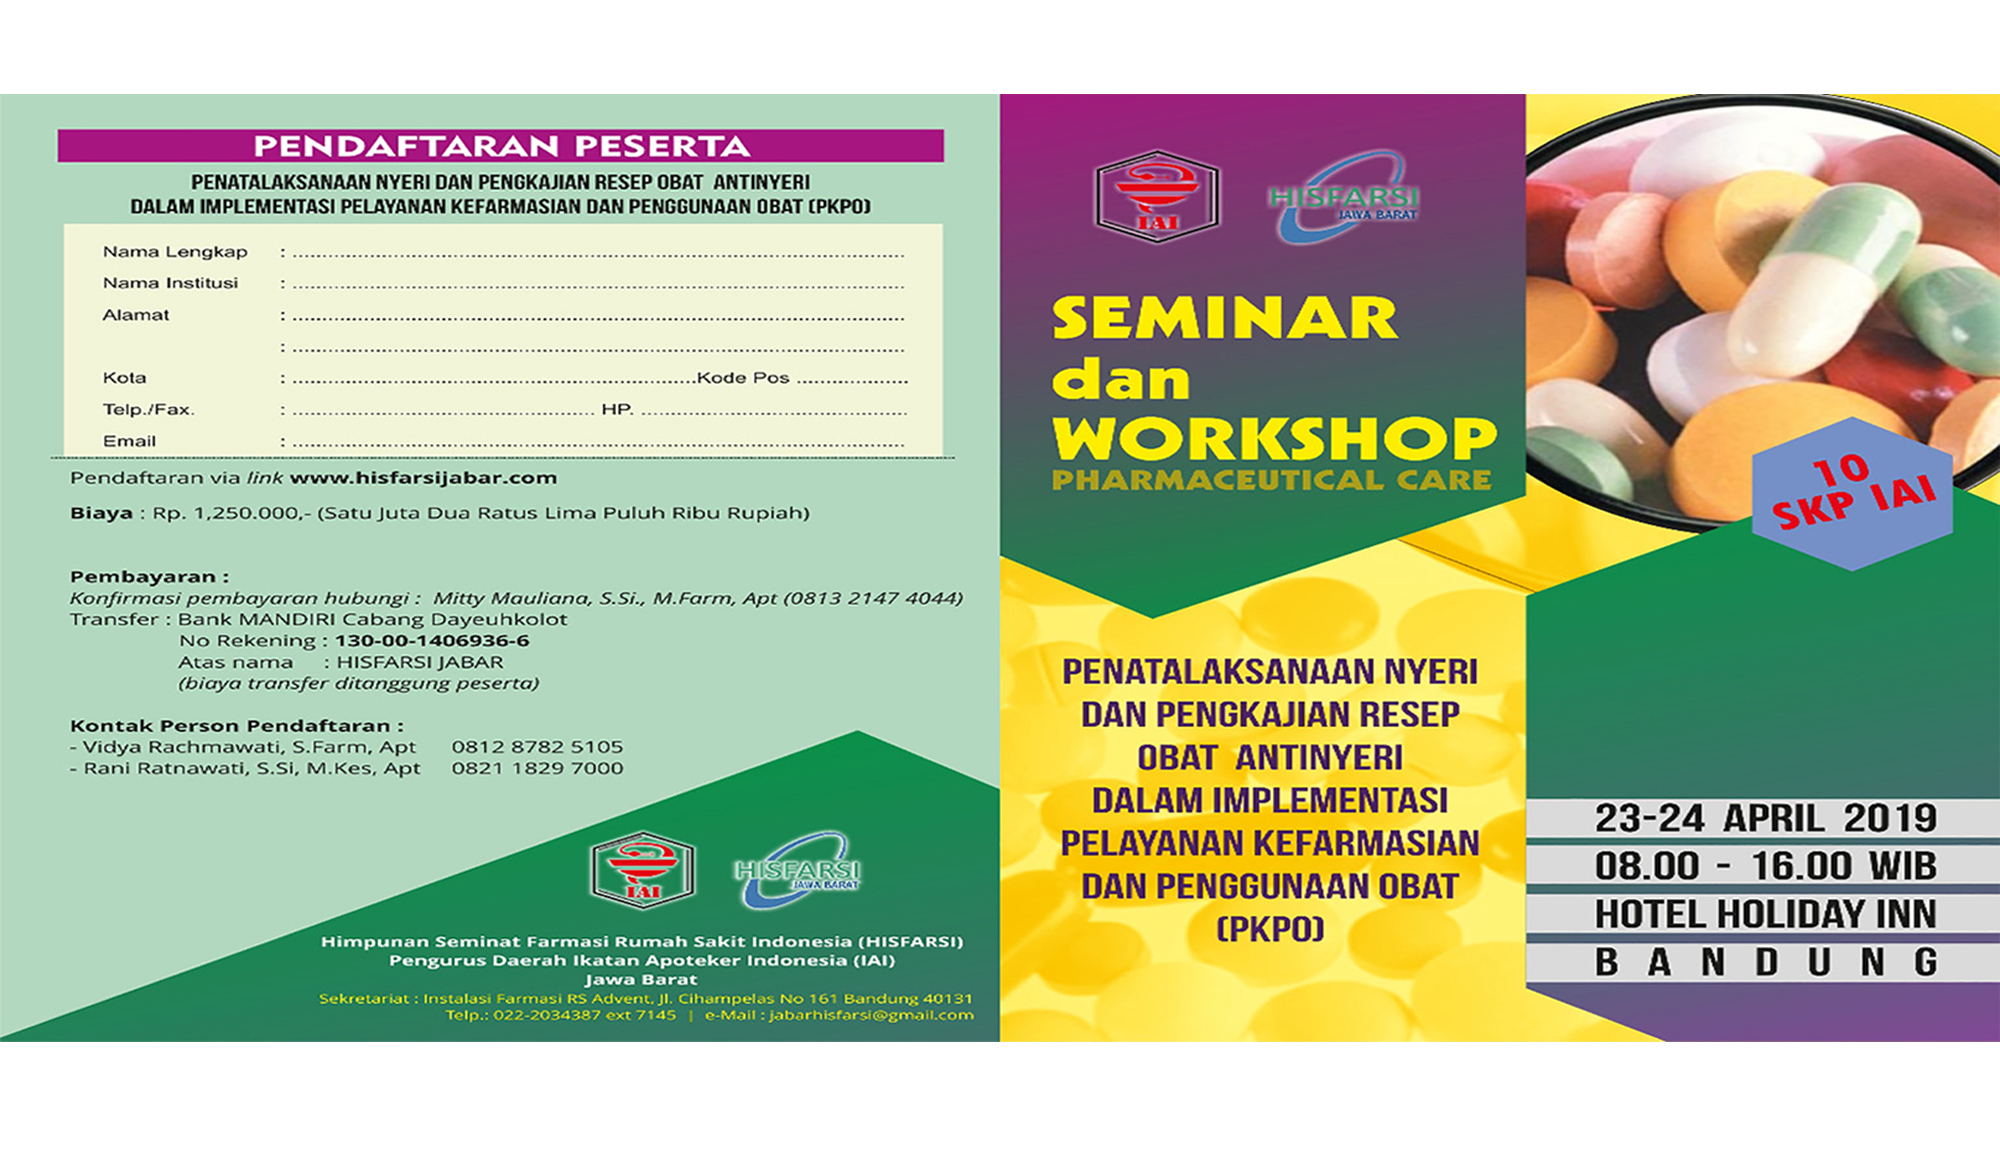 PENDAFTARAN PESERTA
PENATALAKSANAAN NYERI DAN PENGKAJIAN RESEP OBAT ANTINYERI
DALAM IMPLEMENTASI PELAYANAN KEFARMASIAN DAN PENGGUNAAN OBAT (PKPO)
Nama Lengkap : ........................................
Nama Institusi : ........................................
Alamat : ........................................
: ........................................
Kota : ........................................Kode Pos ....................
Telp./Fax. : ........................................ HP. ........................................
Email : ........................................
Pendaftaran via link www.hisfarsijabar.com
Biaya : Rp. 1,250.000,- (Satu Juta Dua Ratus Lima Puluh Ribu Rupiah)
Pembayaran :
Konfirmasi pembayaran hubungi : Mitty Mauliana, S.Si., M.Farm, Apt (0813 2147 4044)
Transfer : Bank MANDIRI Cabang Dayeuhkolot
No Rekening : 130-00-1406936-6
Atas nama : HISFARSI JABAR
(biaya transfer ditanggung peserta)
Kontak Person Pendaftaran :
- Vidya Rachmawati, S.Farm, Apt 0812 8782 5105
- Rani Ratnawati, S.Si, M.Kes, Apt 0821 1829 7000
IAI
HISFARSI
JAWA BARAT
Himpunan Seminat Farmasi Rumah Sakit Indonesia (HISFARSI)
Pengurus Daerah Ikatan Apoteker Indonesia (IAI)
Jawa Barat
Sekretariat : Instalasi Farmasi RS Advent, Jl. Cihampelas No 161 Bandung 40131
Telp.: 022-2034387 ext 7145 | e-Mail : jabarhisfarsi@gmail.com
IAI
HISFARSI
JAWA BARAT
SEMINAR
dan
WORKSHOP
PHARMACEUTICAL CARE
PENATALAKSANAAN NYERI
DAN PENGKAJIAN RESEP
OBAT ANTINYERI
DALAM IMPLEMENTASI
PELAYANAN KEFARMASIAN
DAN PENGGUNAAN OBAT
(PKPO)
10
SKP IAI
23-24 APRIL 2019
08.00 - 16.00 WIB
HOTEL HOLIDAY INN
BANDUNG